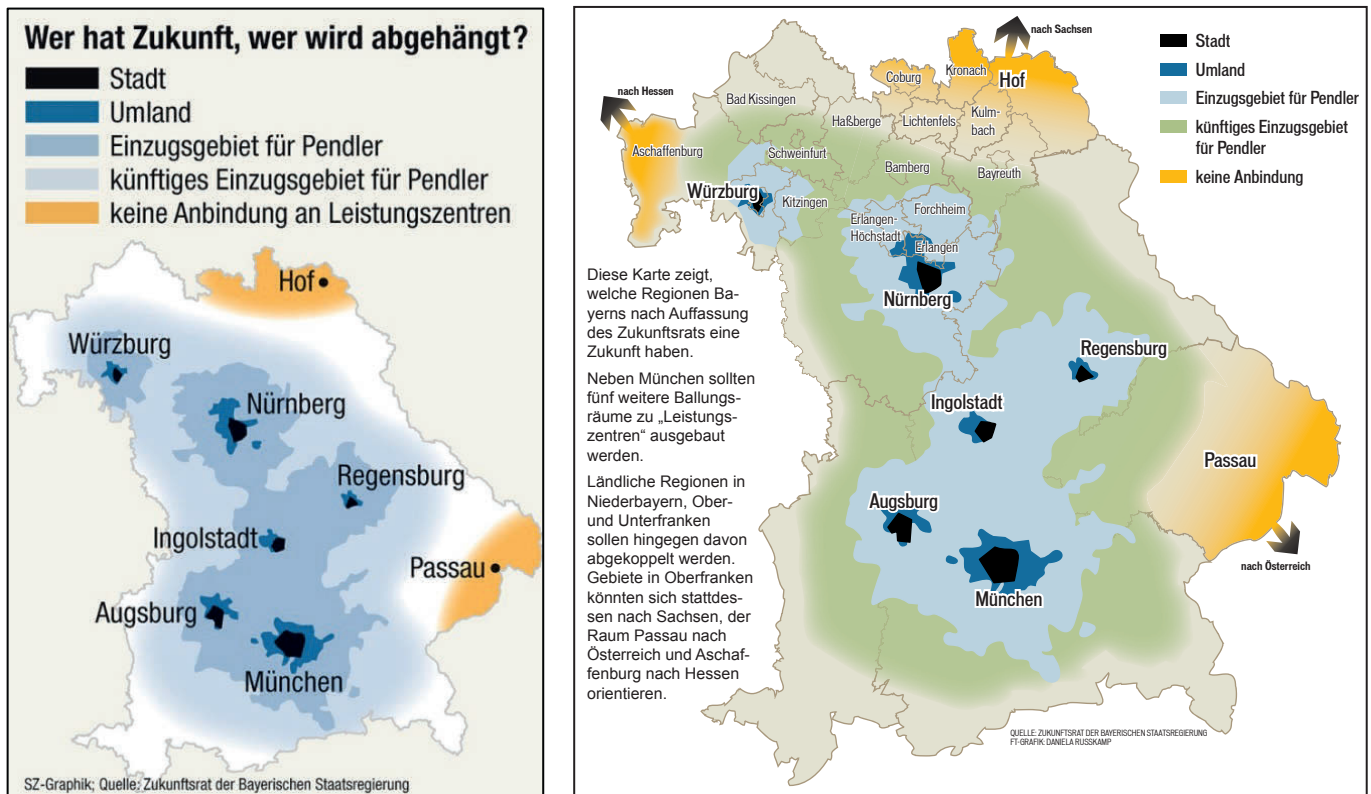 Wer hat Zukunft, wer wird abgehängt?
Stadt
Umland
Einzugsgebiet für Pendler
künftiges Einzugsgebiet für Pendler
keine Anbindung an Leistungszentren
Hof
Würzburg
Nürnberg
Regensburg
Ingolstadt
Passau
Augsburg
München
SZ-Graphik; Quelle: Zukunftsrat der Bayerischen Staatsregierung
nach Sachsen
Stadt
Umland
Einzugsgebiet für Pendler
künftiges Einzugsgebiet
für Pendler
keine Anbindung
Kronach
Coburg
Hof
nach Hessen
Bad Kissingen
Haßberge
Lichtenfels
Kulm-
bach
Aschaffenburg
Schweinfurt
Bamberg
Bayreuth
Würzburg
Kitzingen
Forchheim
Erlangen-
Höchstadt
Erlangen
Nürnberg
Diese Karte zeigt,
welche Regionen Ba-
yerns nach Auffassung
des Zukunftsrats eine
Zukunft haben.
Neben München sollten
fünf weitere Ballungs-
räume zu „Leistungs-
zentren“ ausgebaut
werden.
Ländliche Regionen in
Niederbayern, Ober-
und Unterfranken
sollen hingegen davon
abgekoppelt werden.
Gebiete in Oberfranken
könnten sich stattdes-
sen nach Sachsen, der
Raum Passau nach
Österreich und Aschaf-
fenburg nach Hessen
orientieren.
Regensburg
Ingolstadt
Passau
Augsburg
München
nach Österreich
QUELLE: ZUKUNFTSRAT DER BAYERISCHEN STAATSREGIERUNG
FT-GRAFIK: DANIELA RUSSKAMP